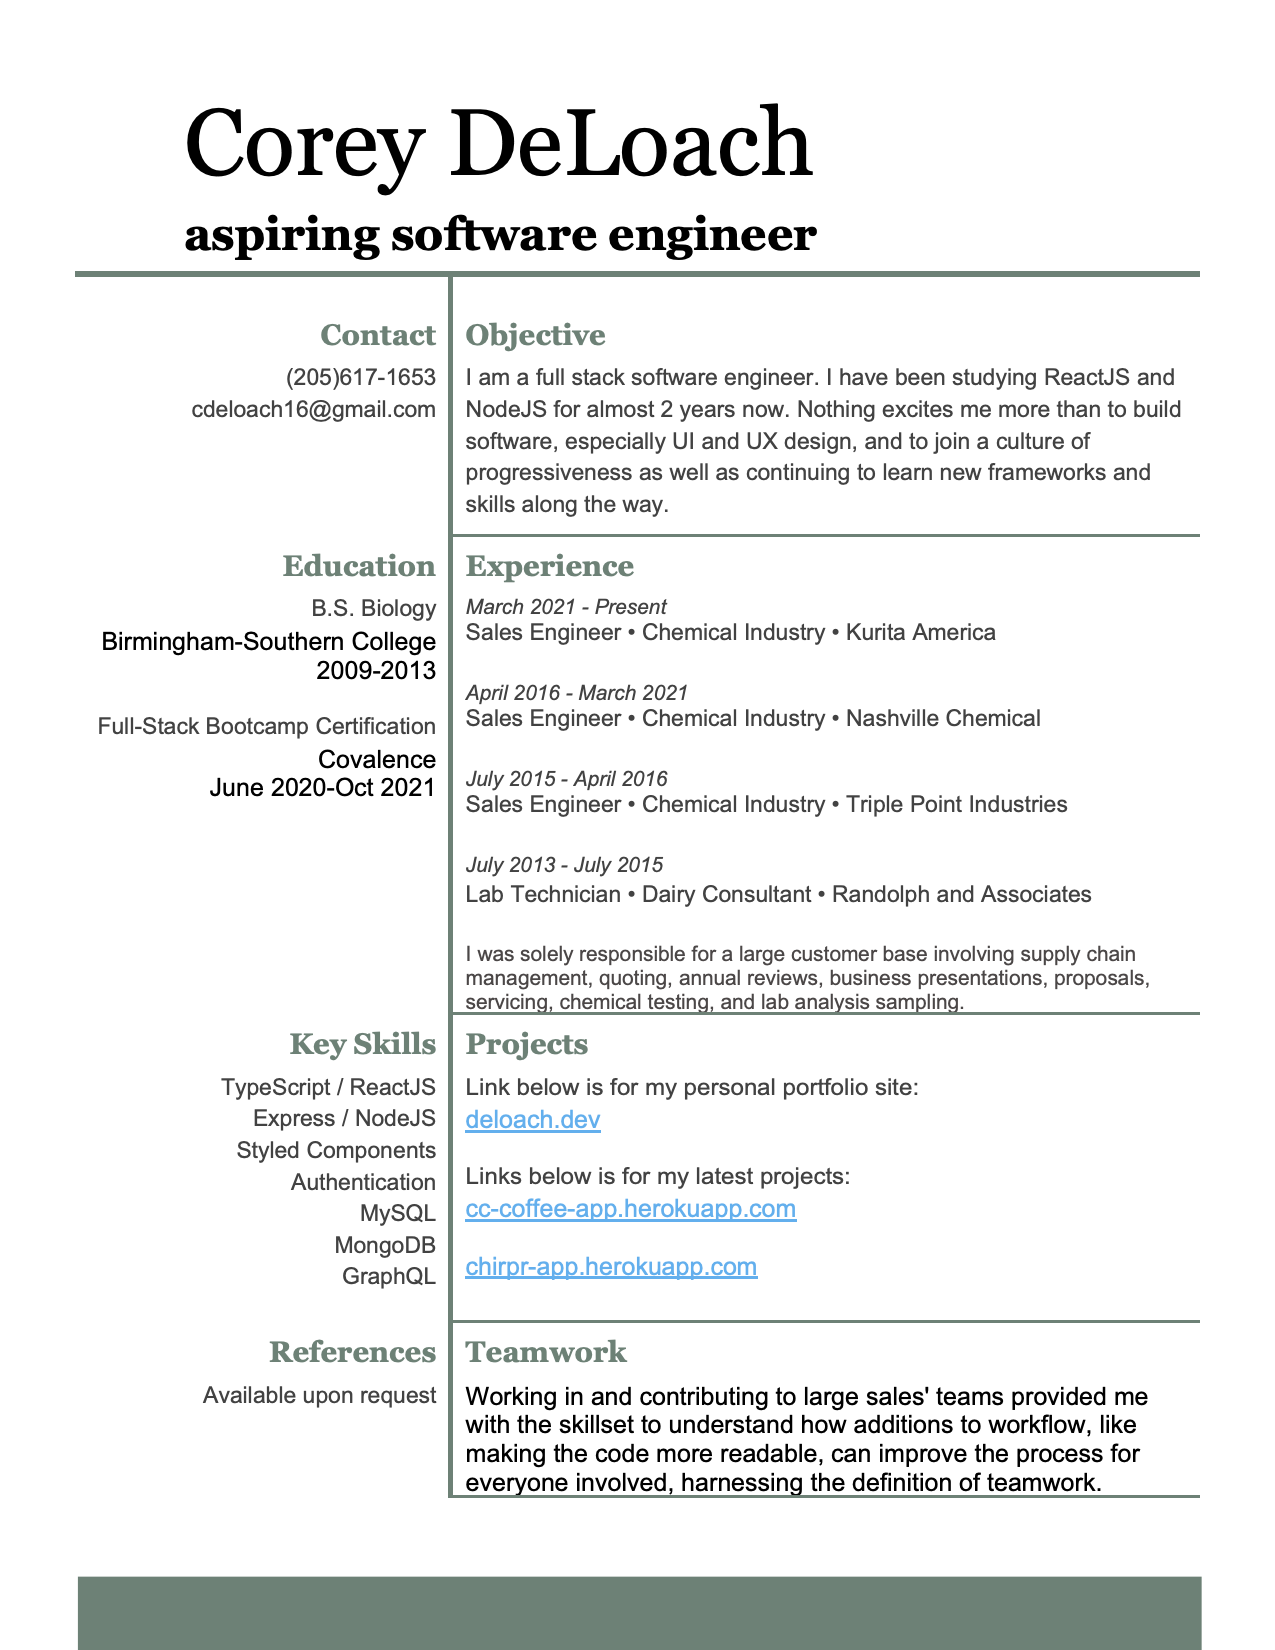 Corey DeLoach
aspiring software engineer
Contact
(205)617-1653
cdeloach16@gmail.com
Objective
I am a full stack software engineer. I have been studying ReactJS and
NodeJS for almost 2 years now. Nothing excites me more than to build
software, especially UI and UX design, and to join a culture of
progressiveness as well as continuing to learn new frameworks and
skills along the way.
Education
B.S. Biology
Birmingham-Southern College
2009-2013
Full-Stack Bootcamp Certification
Covalence
June 2020-Oct 2021
Experience
March 2021 - Present
Sales Engineer • Chemical Industry • Kurita America
April 2016 - March 2021
Sales Engineer • Chemical Industry • Nashville Chemical
July 2015 - April 2016
Sales Engineer • Chemical Industry • Triple Point Industries
July 2013 - July 2015
Lab Technician • Dairy Consultant • Randolph and Associates
I was solely responsible for a large customer base involving supply chain
management, quoting, annual reviews, business presentations, proposals,
servicing, chemical testing, and lab analysis sampling.
Key Skills
TypeScript / ReactJS
Express / NodeJS
Styled Components
Authentication
MySQL
MongoDB
GraphQL
Projects
Link below is for my personal portfolio site:
deloach.dev
Links below is for my latest projects:
cc-coffee-app.herokuapp.com
chirpr-app.herokuapp.com
References
Available upon request
Teamwork
Working in and contributing to large sales' teams provided me
with the skillset to understand how additions to workflow, like
making the code more readable, can improve the process for
everyone involved, harnessing the definition of teamwork.